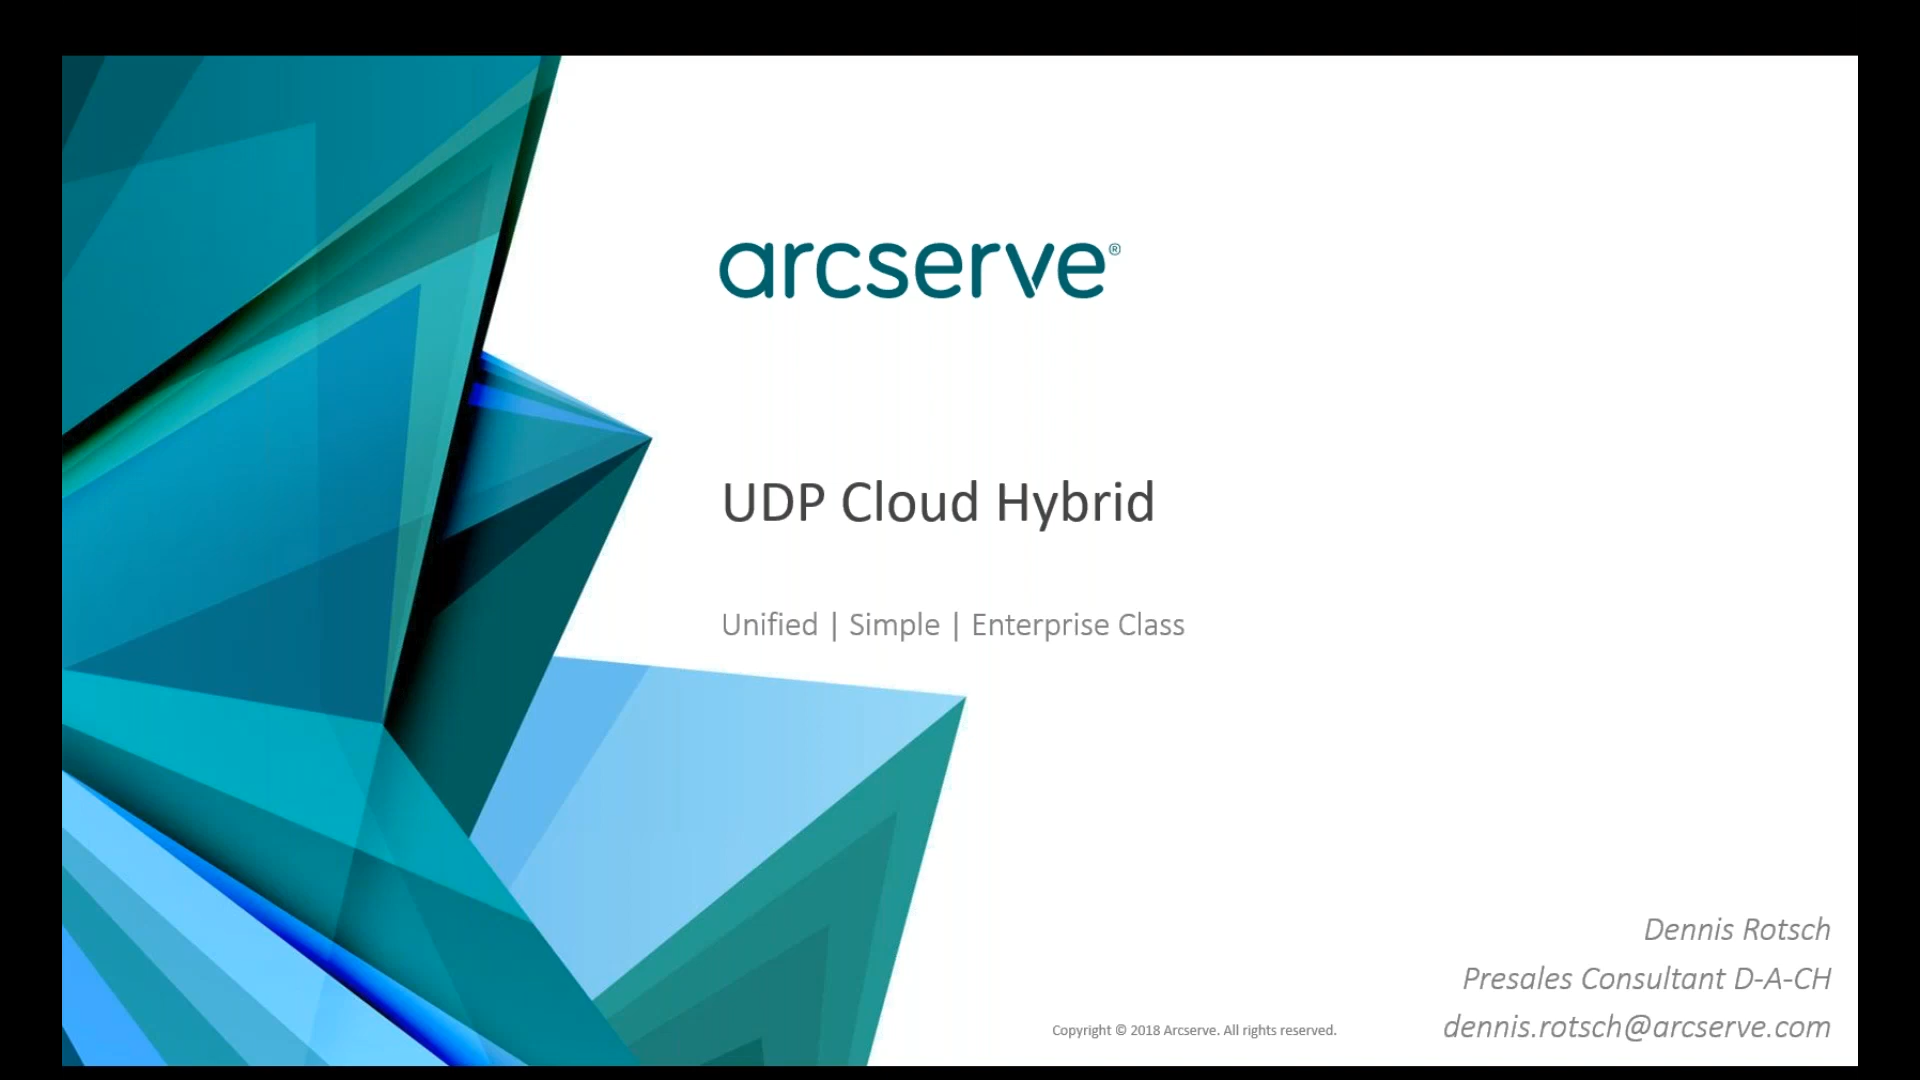 arcserve®
UDP Cloud Hybrid
Unified | Simple | Enterprise Class
Dennis Rotsch
Presales Consultant D-A-CH
dennis.rotsch@arcserve.com
Copyright © 2018 Arcserve. All rights reserved.